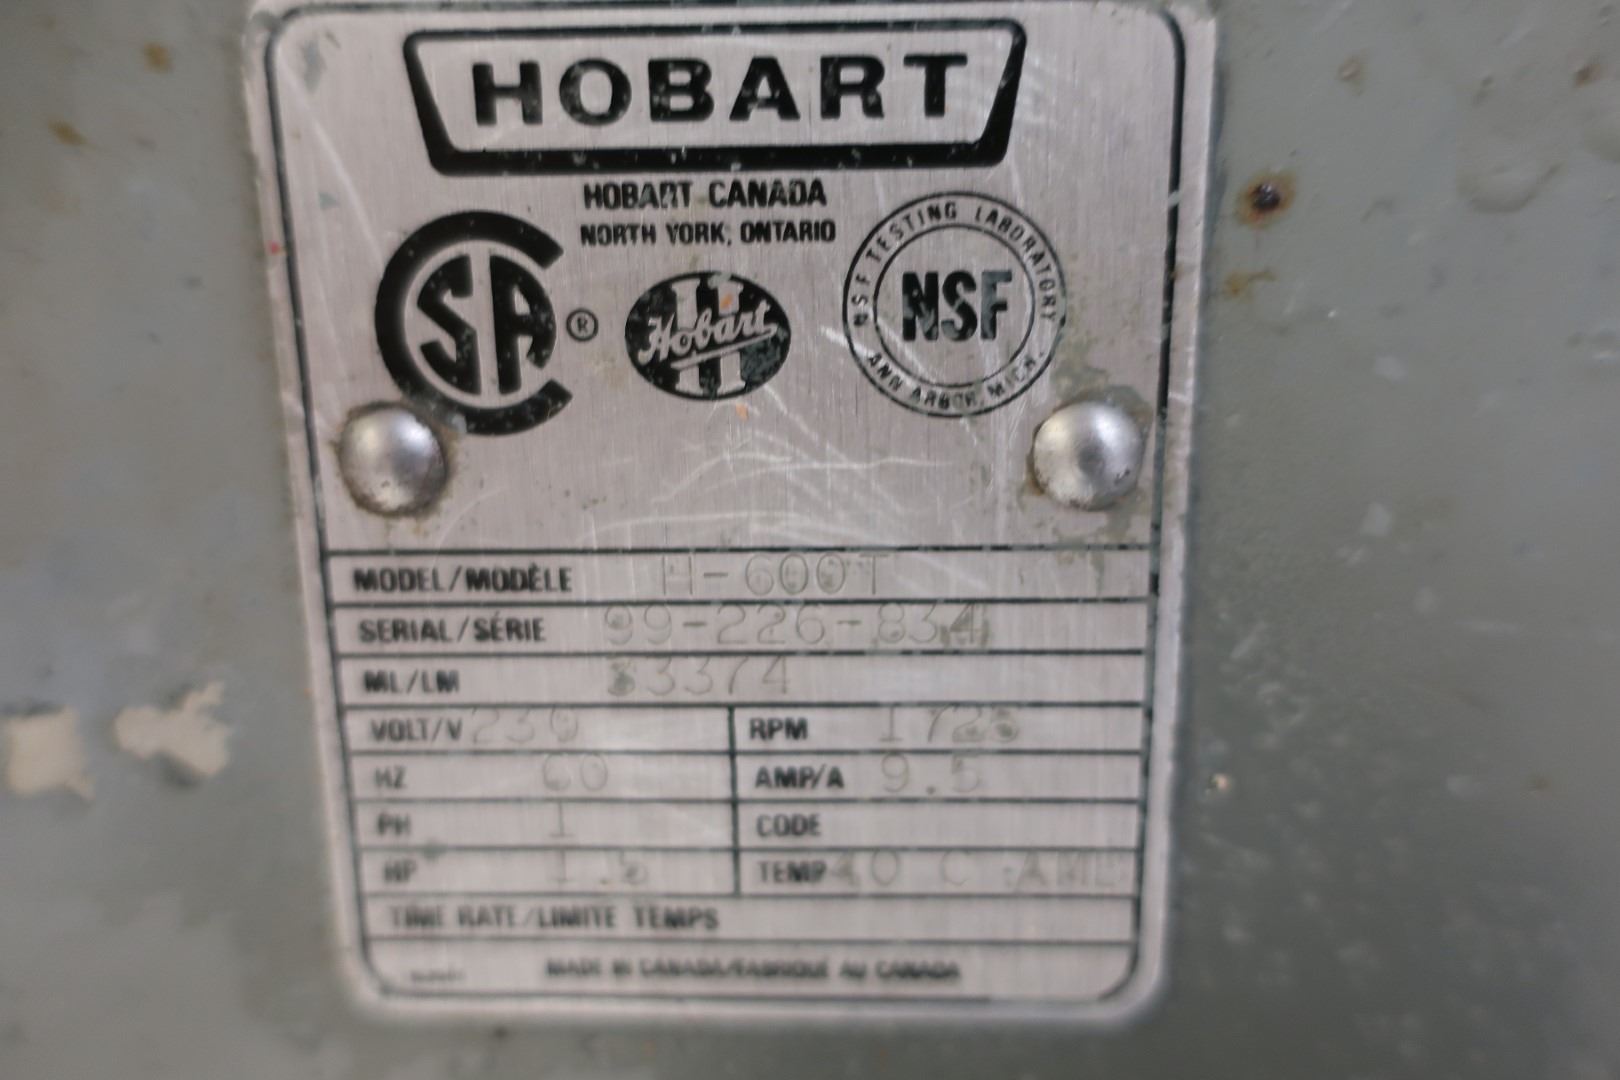 HOBART
HOBART CANADA
NORTH YORK, ONTARIO
CSA ®
Hobart
NSF TESTING LABORATORY
NSF
ANN ARBOR, MICH.
MODEL/MODÈLE H-600T
SERIAL/SÉRIE 99-226-834
ML/LM 33374
VOLT/V 230 RPM 1725
HZ 60 AMP/A 9.5
PH 1 CODE
HP 1.5 TEMP 40 C AMB
TIME RATE/LIMITE TEMPS
MADE IN CANADA/FABRIQUÉ AU CANADA